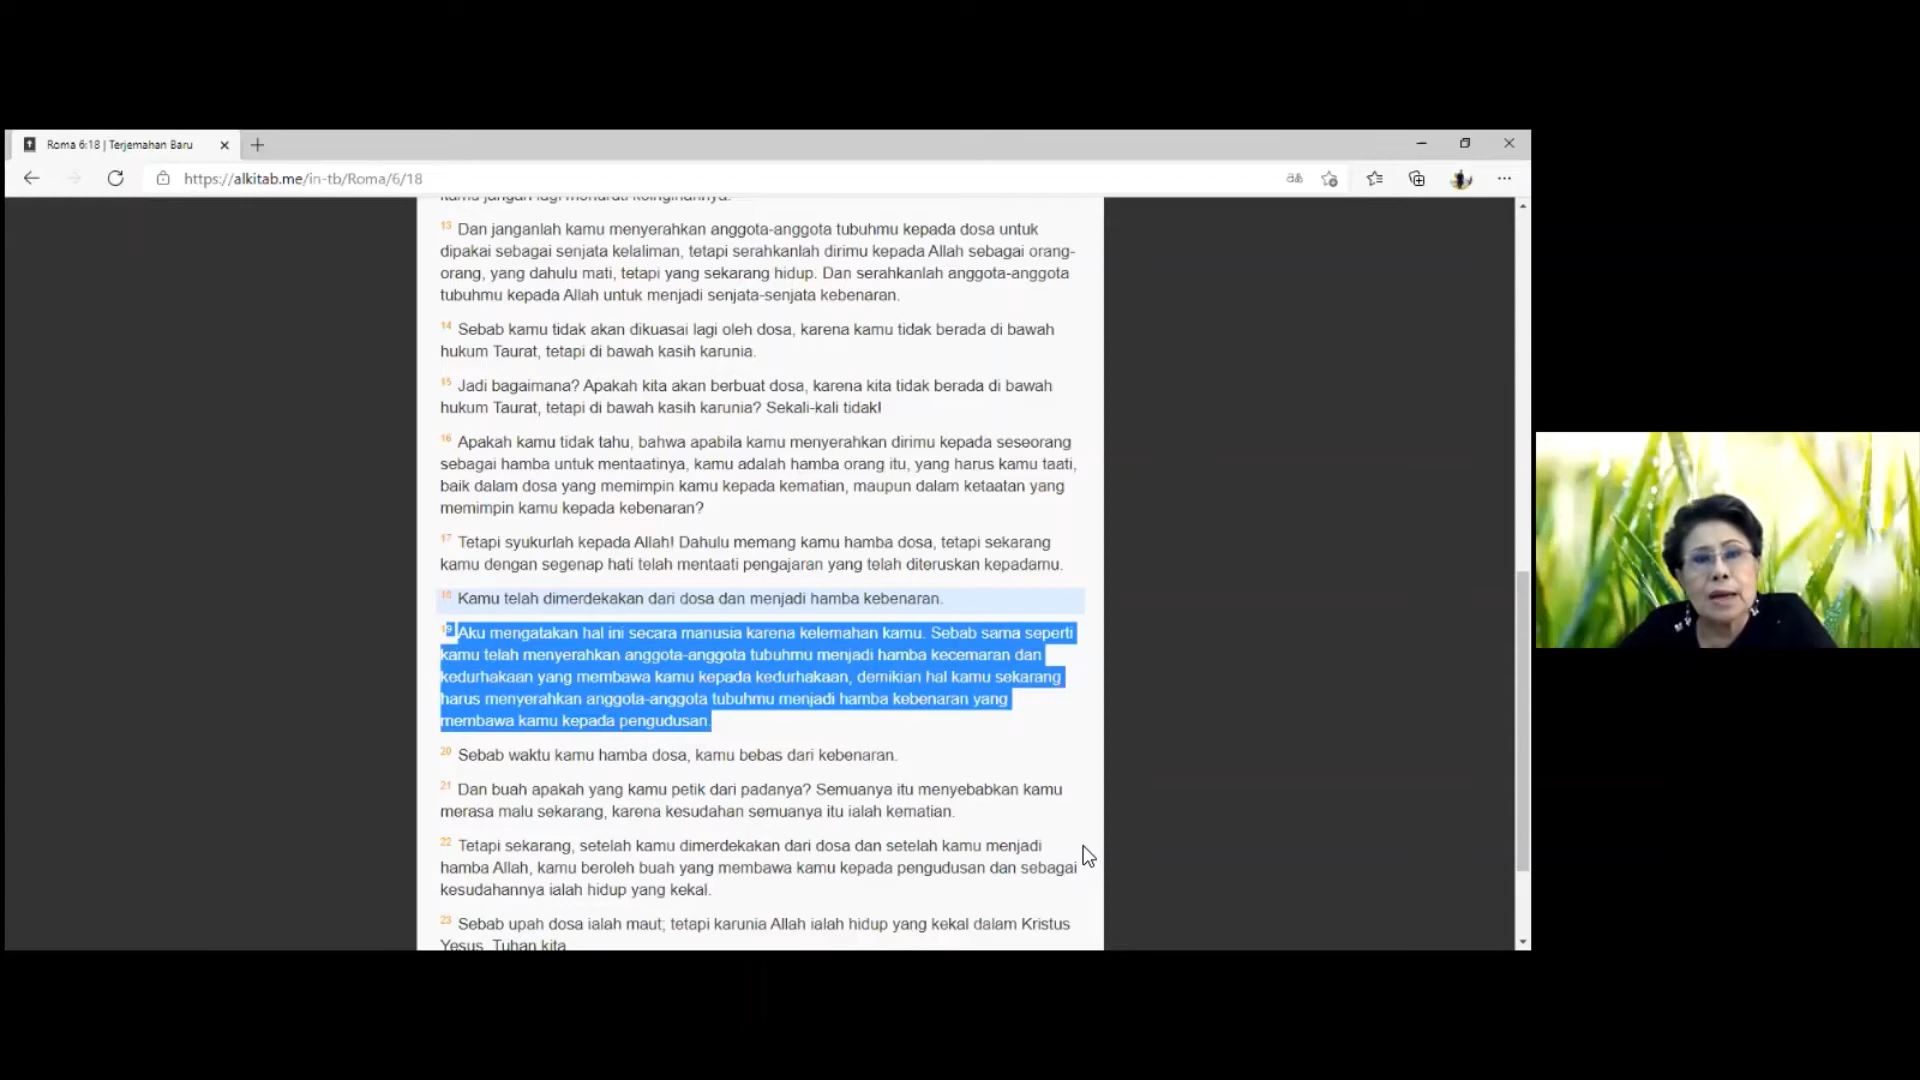 Roma 6:18 | Terjemahan Baru
https://alkitab.me/in-tb/Roma/6/18
kamu jangan lagi menuruti keinginannya.
13 Dan janganlah kamu menyerahkan anggota-anggota tubuhmu kepada dosa untuk
dipakai sebagai senjata kelaliman, tetapi serahkanlah dirimu kepada Allah sebagai orang-
orang, yang dahulu mati, tetapi yang sekarang hidup. Dan serahkanlah anggota-anggota
tubuhmu kepada Allah untuk menjadi senjata-senjata kebenaran.
14 Sebab kamu tidak akan dikuasai lagi oleh dosa, karena kamu tidak berada di bawah
hukum Taurat, tetapi di bawah kasih karunia.
15 Jadi bagaimana? Apakah kita akan berbuat dosa, karena kita tidak berada di bawah
hukum Taurat, tetapi di bawah kasih karunia? Sekali-kali tidak!
16 Apakah kamu tidak tahu, bahwa apabila kamu menyerahkan dirimu kepada seseorang
sebagai hamba untuk mentaatinya, kamu adalah hamba orang itu, yang harus kamu taati,
baik dalam dosa yang memimpin kamu kepada kematian, maupun dalam ketaatan yang
memimpin kamu kepada kebenaran?
17 Tetapi syukurlah kepada Allah! Dahulu memang kamu hamba dosa, tetapi sekarang
kamu dengan segenap hati telah mentaati pengajaran yang telah diteruskan kepadamu.
18 Kamu telah dimerdekakan dari dosa dan menjadi hamba kebenaran.
19 Aku mengatakan hal ini secara manusia karena kelemahan kamu. Sebab sama seperti
kamu telah menyerahkan anggota-anggota tubuhmu menjadi hamba kecemaran dan
kedurhakaan yang membawa kamu kepada kedurhakaan, demikian hal kamu sekarang
harus menyerahkan anggota-anggota tubuhmu menjadi hamba kebenaran yang
membawa kamu kepada pengudusan.
20 Sebab waktu kamu hamba dosa, kamu bebas dari kebenaran.
21 Dan buah apakah yang kamu petik dari padanya? Semuanya itu menyebabkan kamu
merasa malu sekarang, karena kesudahan semuanya itu ialah kematian.
22 Tetapi sekarang, setelah kamu dimerdekakan dari dosa dan setelah kamu menjadi
hamba Allah, kamu beroleh buah yang membawa kamu kepada pengudusan dan sebagai
kesudahannya ialah hidup yang kekal.
23 Sebab upah dosa ialah maut; tetapi karunia Allah ialah hidup yang kekal dalam Kristus
Yesus, Tuhan kita.